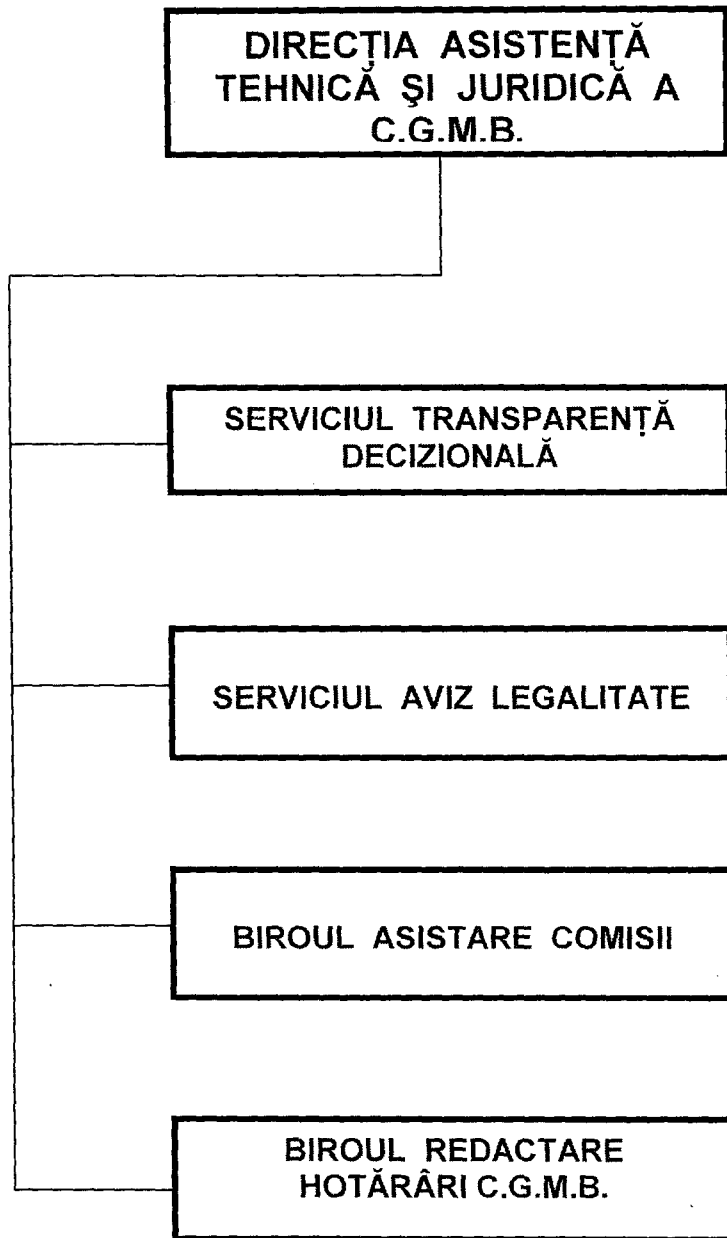 DIRECȚIA ASISTENȚĂ
TEHNICĂ ŞI JURIDICĂ A
C.G.M.B.
SERVICIUL TRANSPARENȚĂ
DECIZIONALĂ
SERVICIUL AVIZ LEGALITATE
BIROUL ASISTARE COMISII
BIROUL REDACTARE
HOTĂRÂRI C.G.M.B.